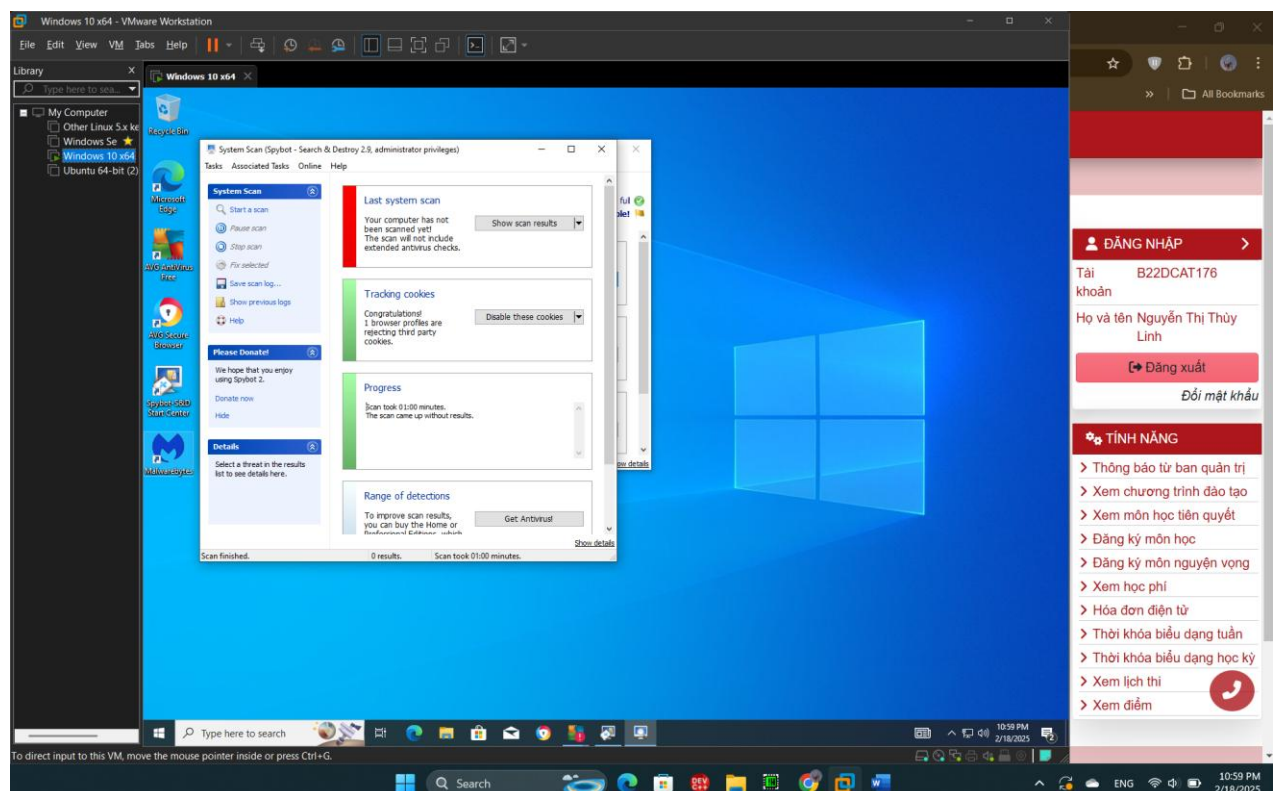 Windows 10 x64 - VMware Workstation
File Edit View VM Tabs Help
Library X
Type here to sea...
Windows 10 x64
My Computer
Other Linux 5.x ke
Windows Se
Windows 10 x64
Ubuntu 64-bit (2)
Recycle Bin
Microsoft
Edge
AVG AntiVirus
Free
AVG Secure
Browser
Spybot-S&D
Start Center
Malwarebytes
System Scan (Spybot - Search & Destroy 2.9, administrator privileges)
Tasks Associated Tasks Online Help
System Scan
Start a scan
Pause scan
Stop scan
Fix selected
Save scan log...
Show previous logs
Help
Please Donate!
We hope that you enjoy
using Spybot 2.
Donate now
Hide
Details
Select a threat in the results
list to see details here.
Last system scan
Your computer has not
been scanned yet!
The scan will not include
extended antivirus checks.
Show scan results
Tracking cookies
Congratulations!
1 browser profiles are
rejecting third party
cookies.
Disable these cookies
Progress
Scan took 01:00 minutes.
The scan came up without results.
Range of detections
To improve scan results,
you can buy the Home or
Professional Editions, which
Get Antivirus!
Show details
Scan finished. 0 results. Scan took 01:00 minutes.
ful
ple!
ow details
Type here to search
10:59 PM
2/18/2025
To direct input to this VM, move the mouse pointer inside or press Ctrl+G.
All Bookmarks
ĐĂNG NHẬP
Tài khoản B22DCAT176
Họ và tên Nguyễn Thị Thùy
Linh
Đăng xuất
Đổi mật khẩu
TÍNH NĂNG
Thông báo từ ban quản trị
Xem chương trình đào tạo
Xem môn học tiên quyết
Đăng ký môn học
Đăng ký môn nguyện vọng
Xem học phí
Hóa đơn điện tử
Thời khóa biểu dạng tuần
Thời khóa biểu dạng học kỳ
Xem lịch thi
Xem điểm
Search
ENG
10:59 PM
2/18/2025